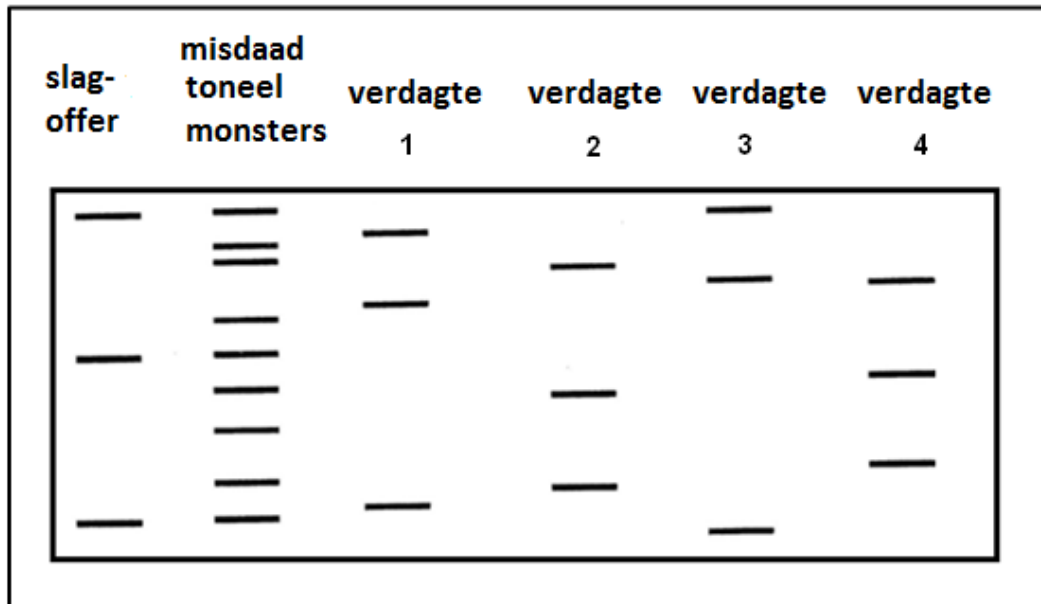 slag-
offer
misdaad
toneel
monsters
verdagte
1
verdagte
2
verdagte
3
verdagte
4